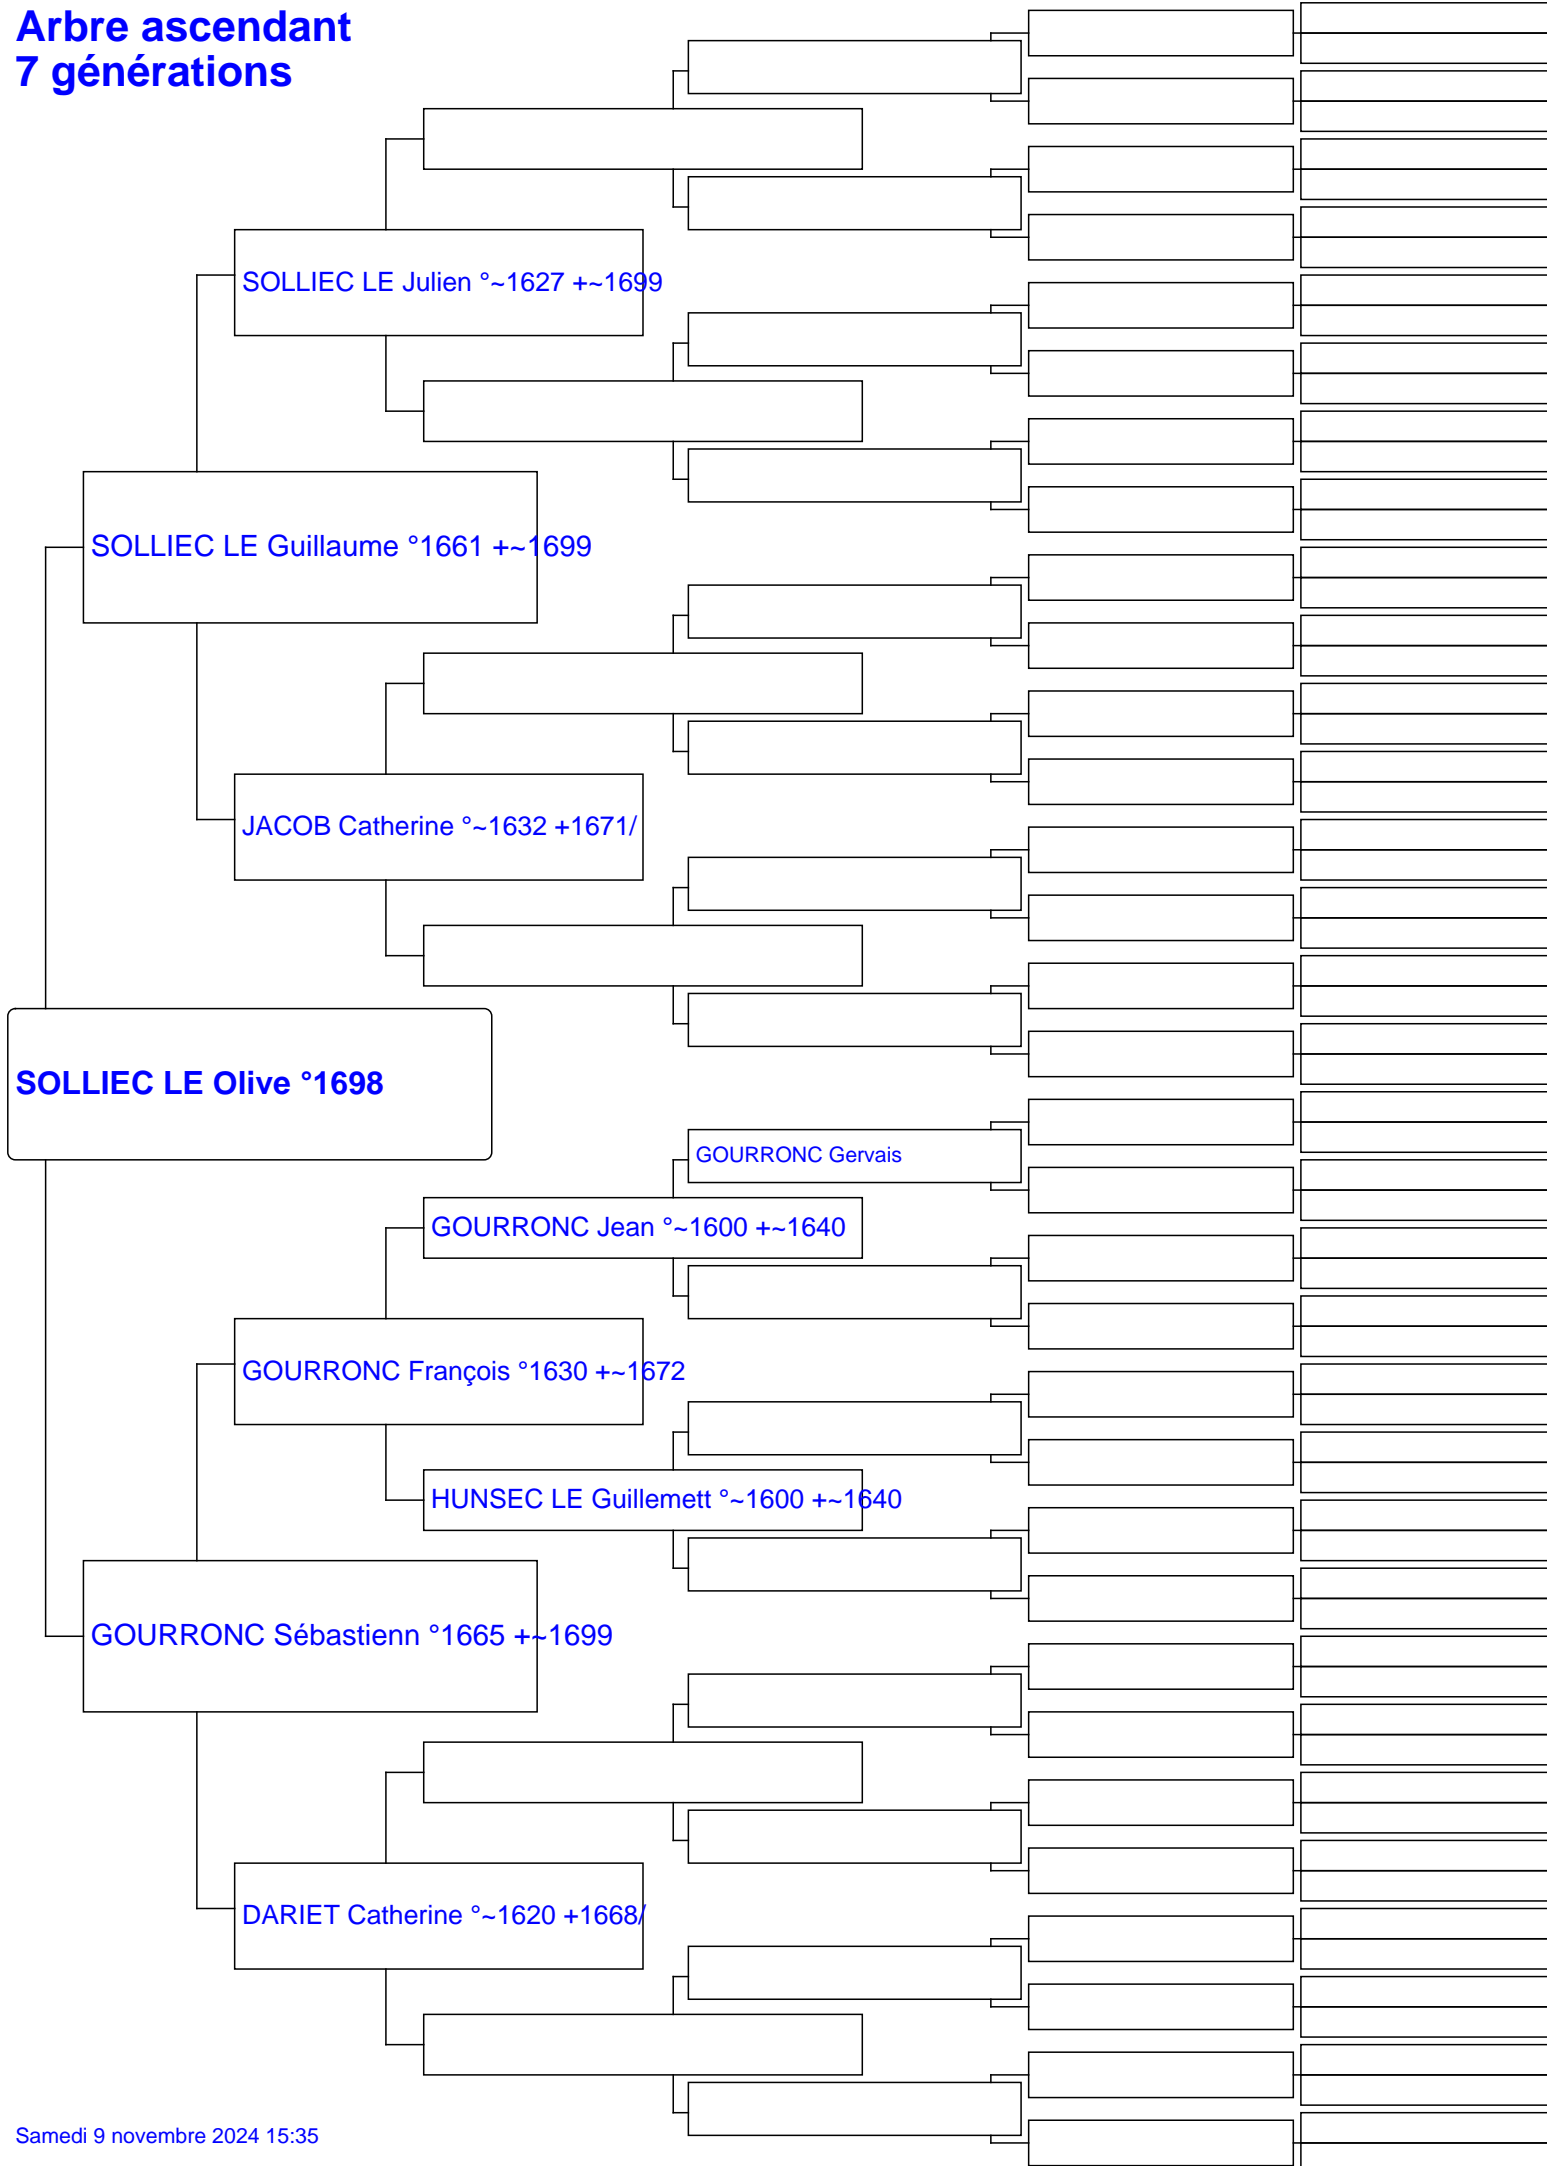 Arbre ascendant
7 générations
SOLLIEC LE Julien °~1627 +~1699
SOLLIEC LE Guillaume °1661 +~1699
JACOB Catherine °~1632 +1671/
SOLLIEC LE Olive °1698
GOURRONC Gervais
GOURRONC Jean °~1600 +~1640
GOURRONC François °1630 +~1672
HUNSEC LE Guillemett °~1600 +~1640
GOURRONC Sébastienn °1665 +~1699
DARIET Catherine °~1620 +1668/
Samedi 9 novembre 2024 15:35